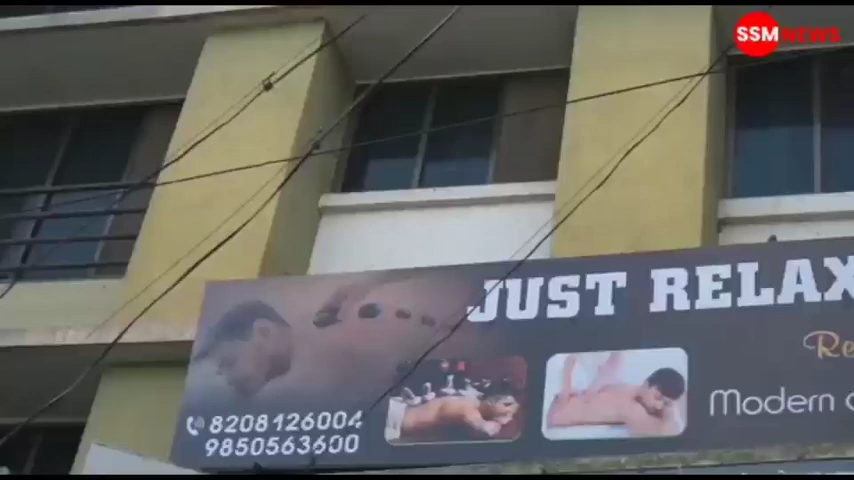 SSM NEWS
JUST RELAX
Modern
8208126004
9850563600